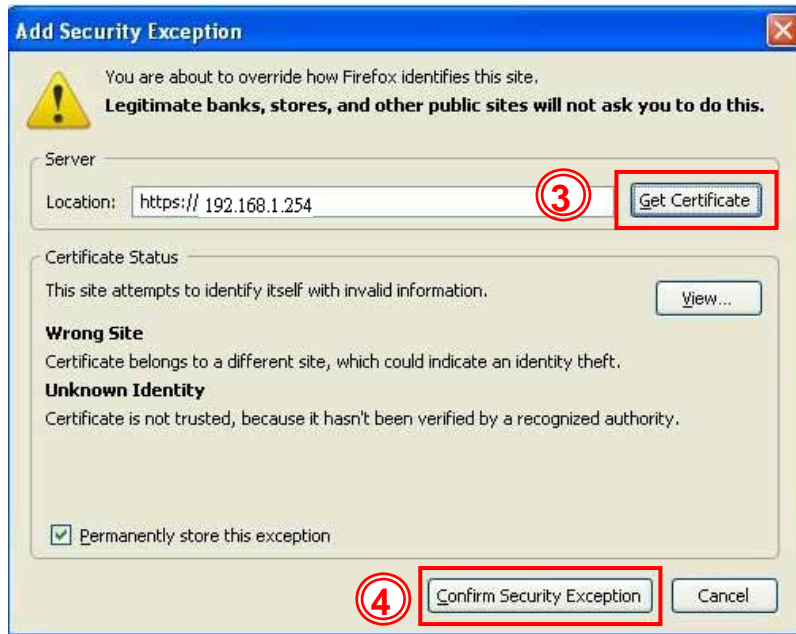 Add Security Exception
You are about to override how Firefox identifies this site.
Legitimate banks, stores, and other public sites will not ask you to do this.
Server
Location: https:// 192.168.1.254 3 Get Certificate
Certificate Status
This site attempts to identify itself with invalid information. View...
Wrong Site
Certificate belongs to a different site, which could indicate an identity theft.
Unknown Identity
Certificate is not trusted, because it hasn't been verified by a recognized authority.
Permanently store this exception
4 Confirm Security Exception Cancel